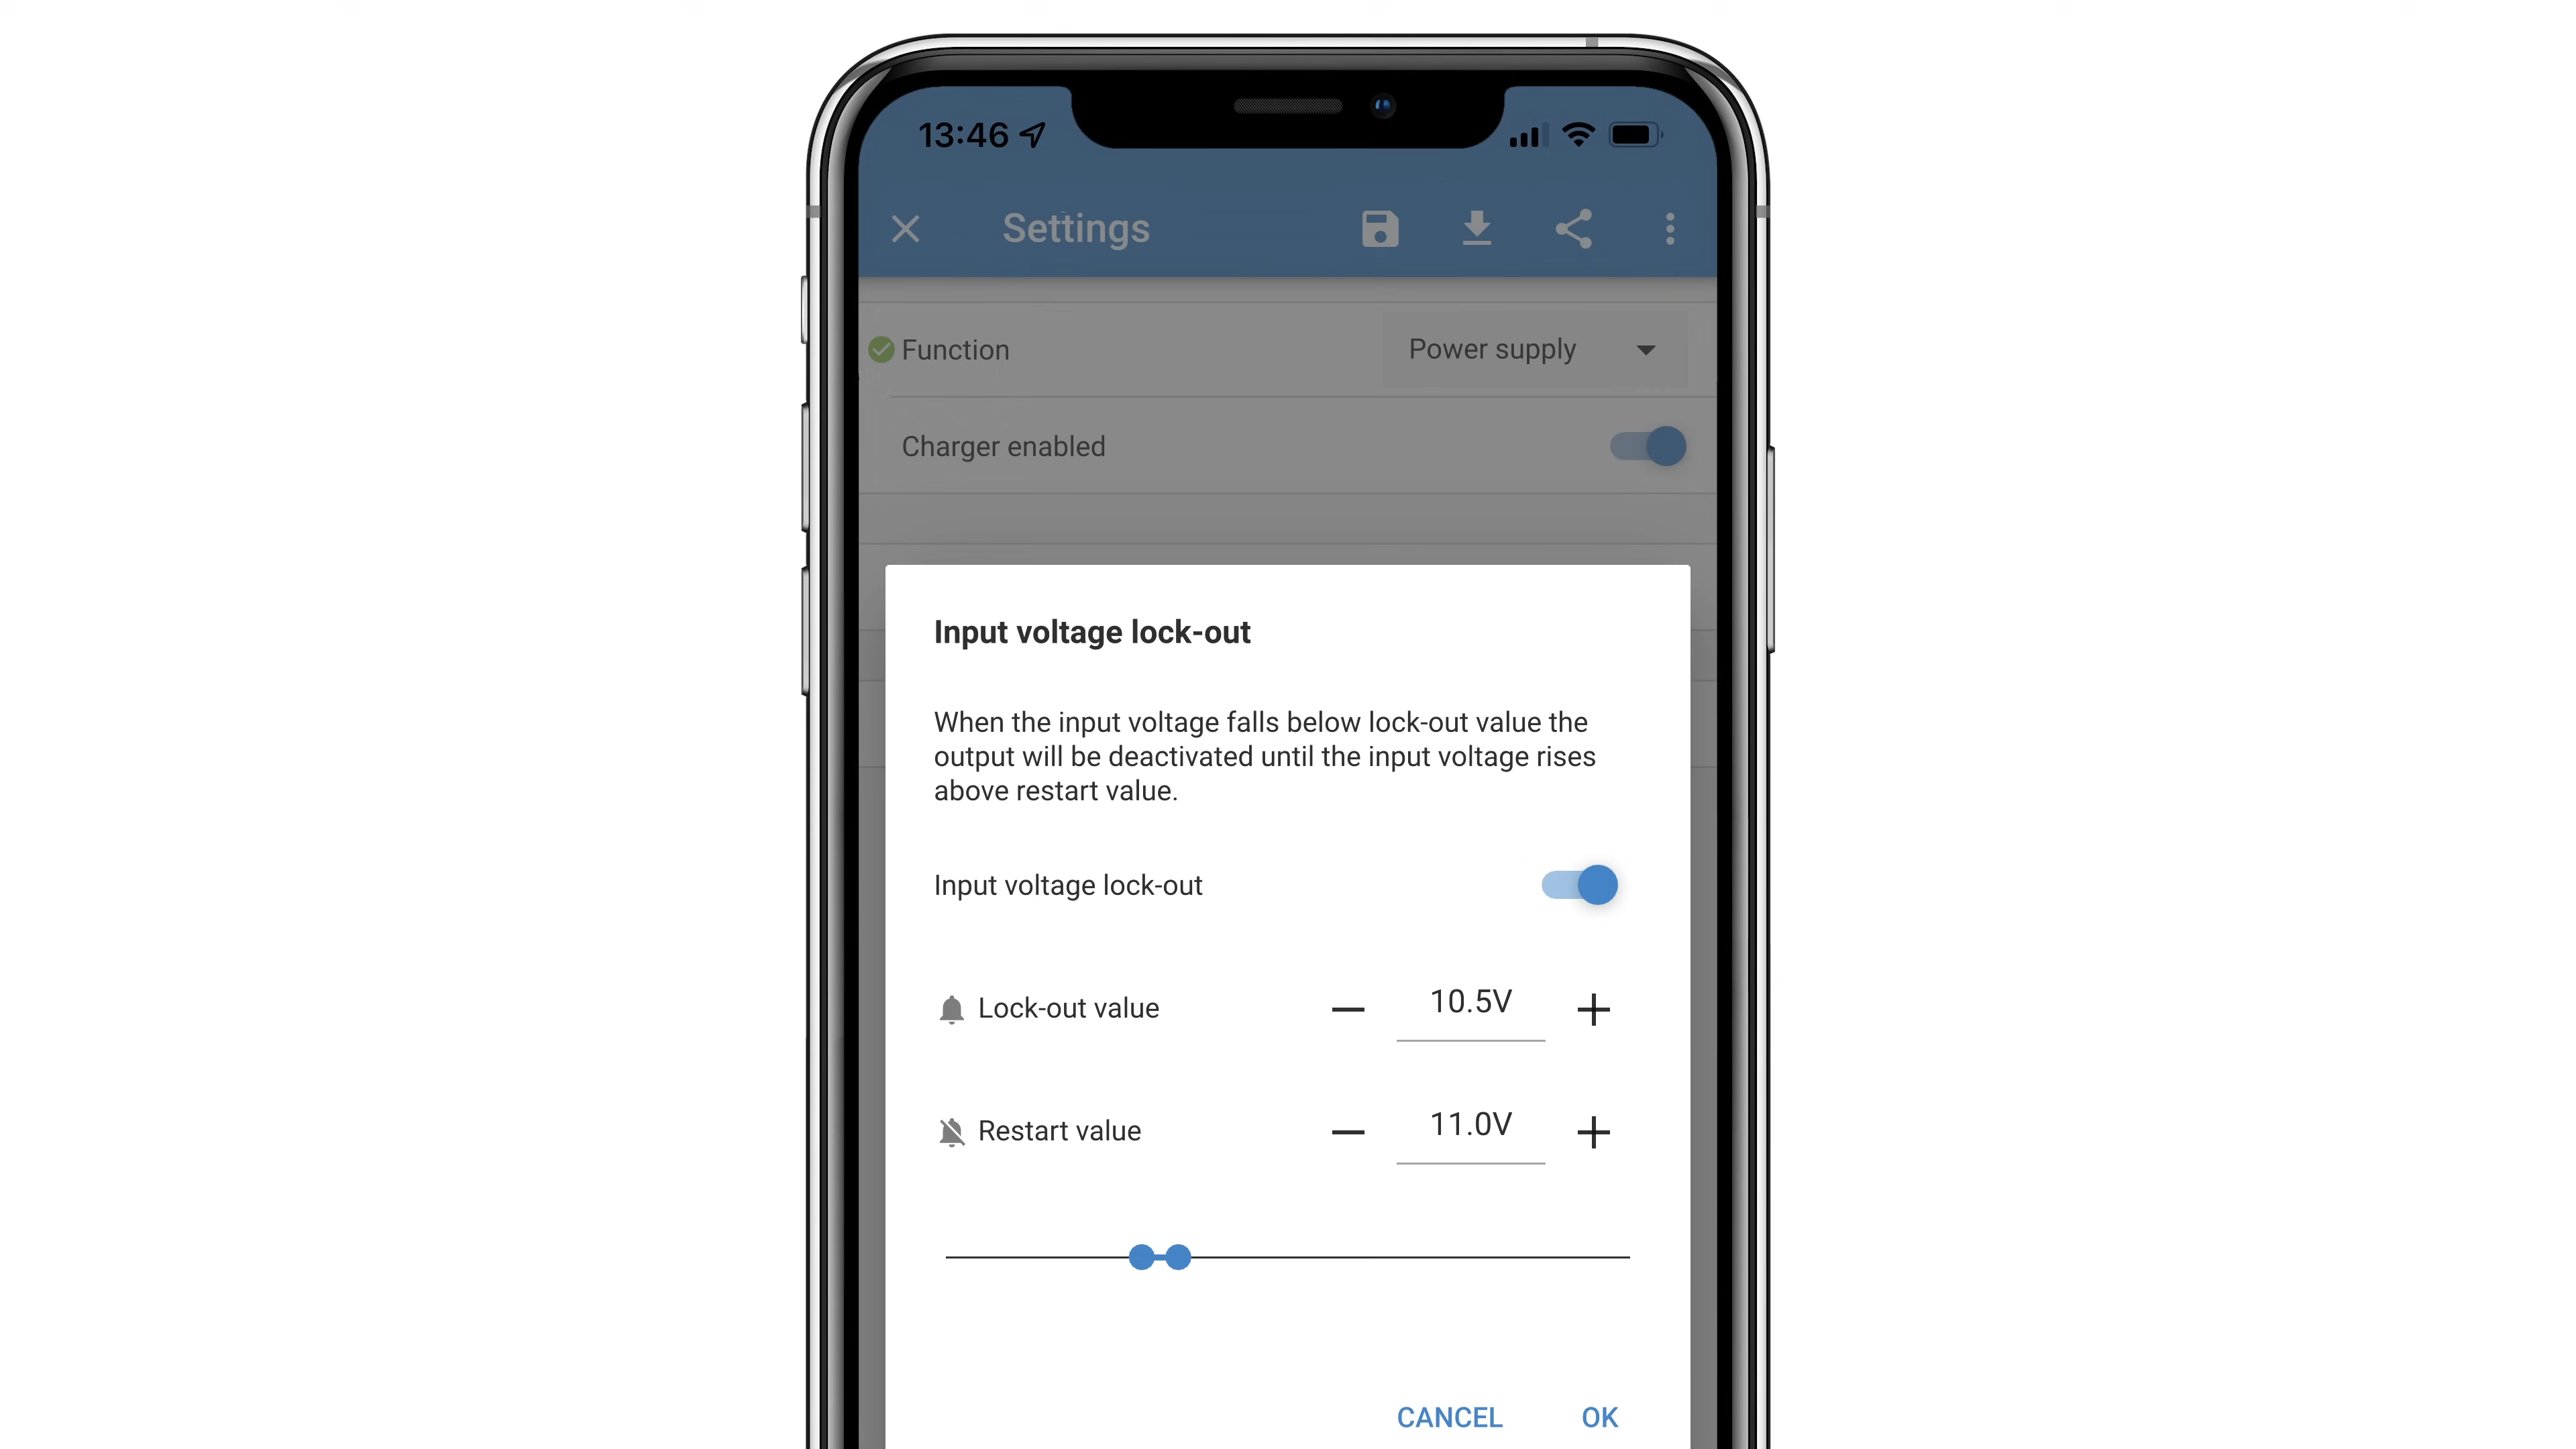 13:46
Settings
Function
Power supply
Charger enabled
Input voltage lock-out
When the input voltage falls below lock-out value the
output will be deactivated until the input voltage rises
above restart value.
Input voltage lock-out
Lock-out value
10.5V
Restart value
11.0V
CANCEL OK